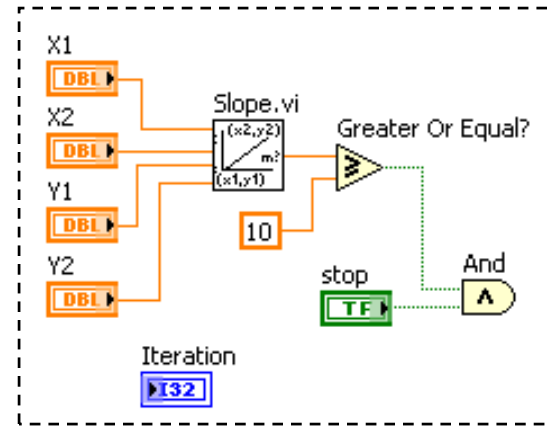 X1
DBL
X2
DBL
Y1
DBL
Y2
DBL
Slope.vi
(x2,y2)
m?
(x1,y1)
Greater Or Equal?
≥
10
stop
TF
And
∧
Iteration
I32